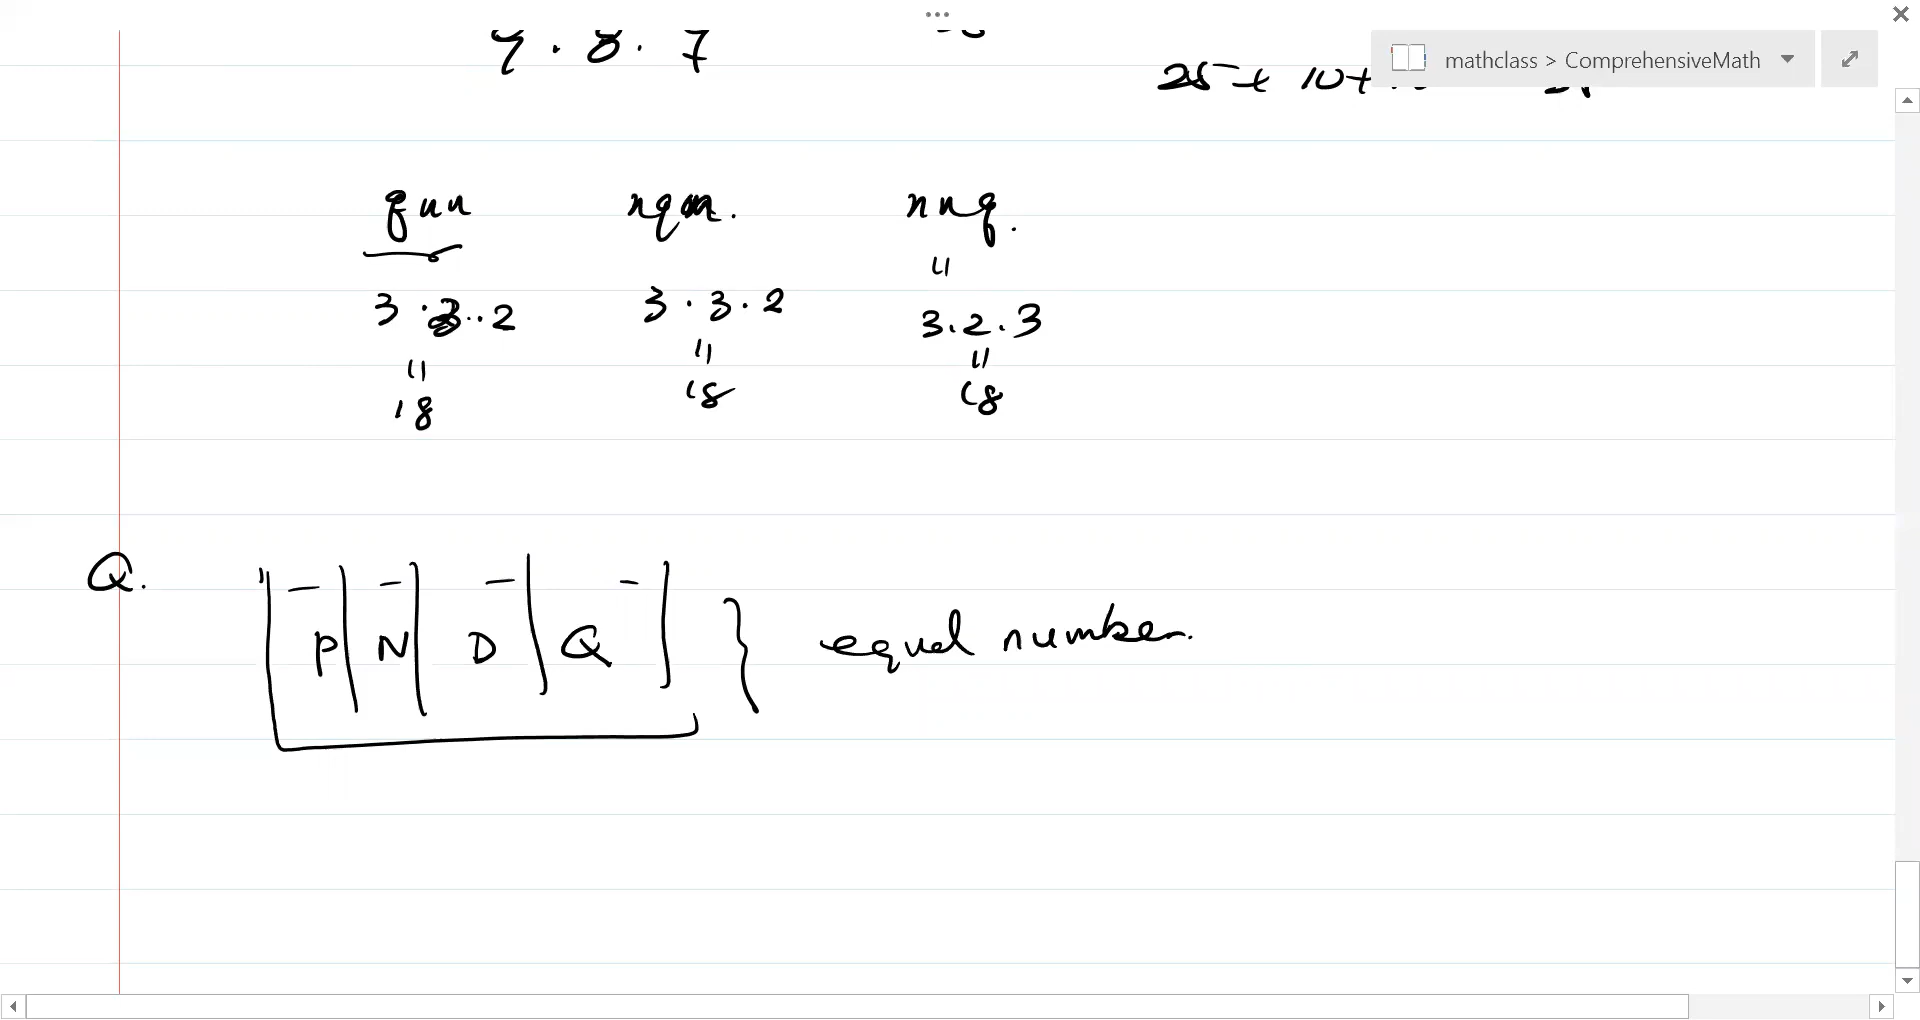 9 . 8 . 7
mathclass > ComprehensiveMath
25 + 10 +
qnn nqn. nnq.
3 . 3 . 2 3 . 3 . 2 3 . 2 . 3
18 18 18
Q.
P N D Q } equal number.